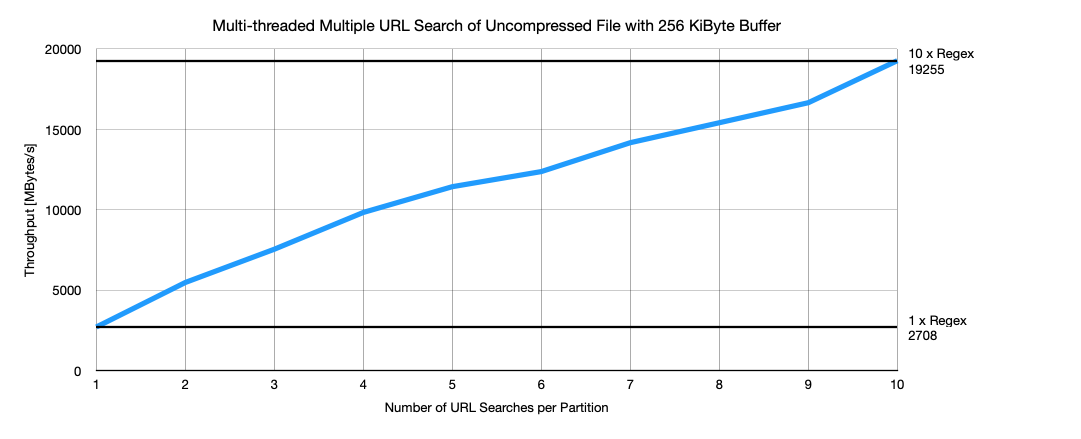 Multi-threaded Multiple URL Search of Uncompressed File with 256 KiByte Buffer
20000
15000
10000
5000
0
Throughput [MBytes/s]
10 x Regex
19255
1 x Regex
2708
1 2 3 4 5 6 7 8 9 10
Number of URL Searches per Partition